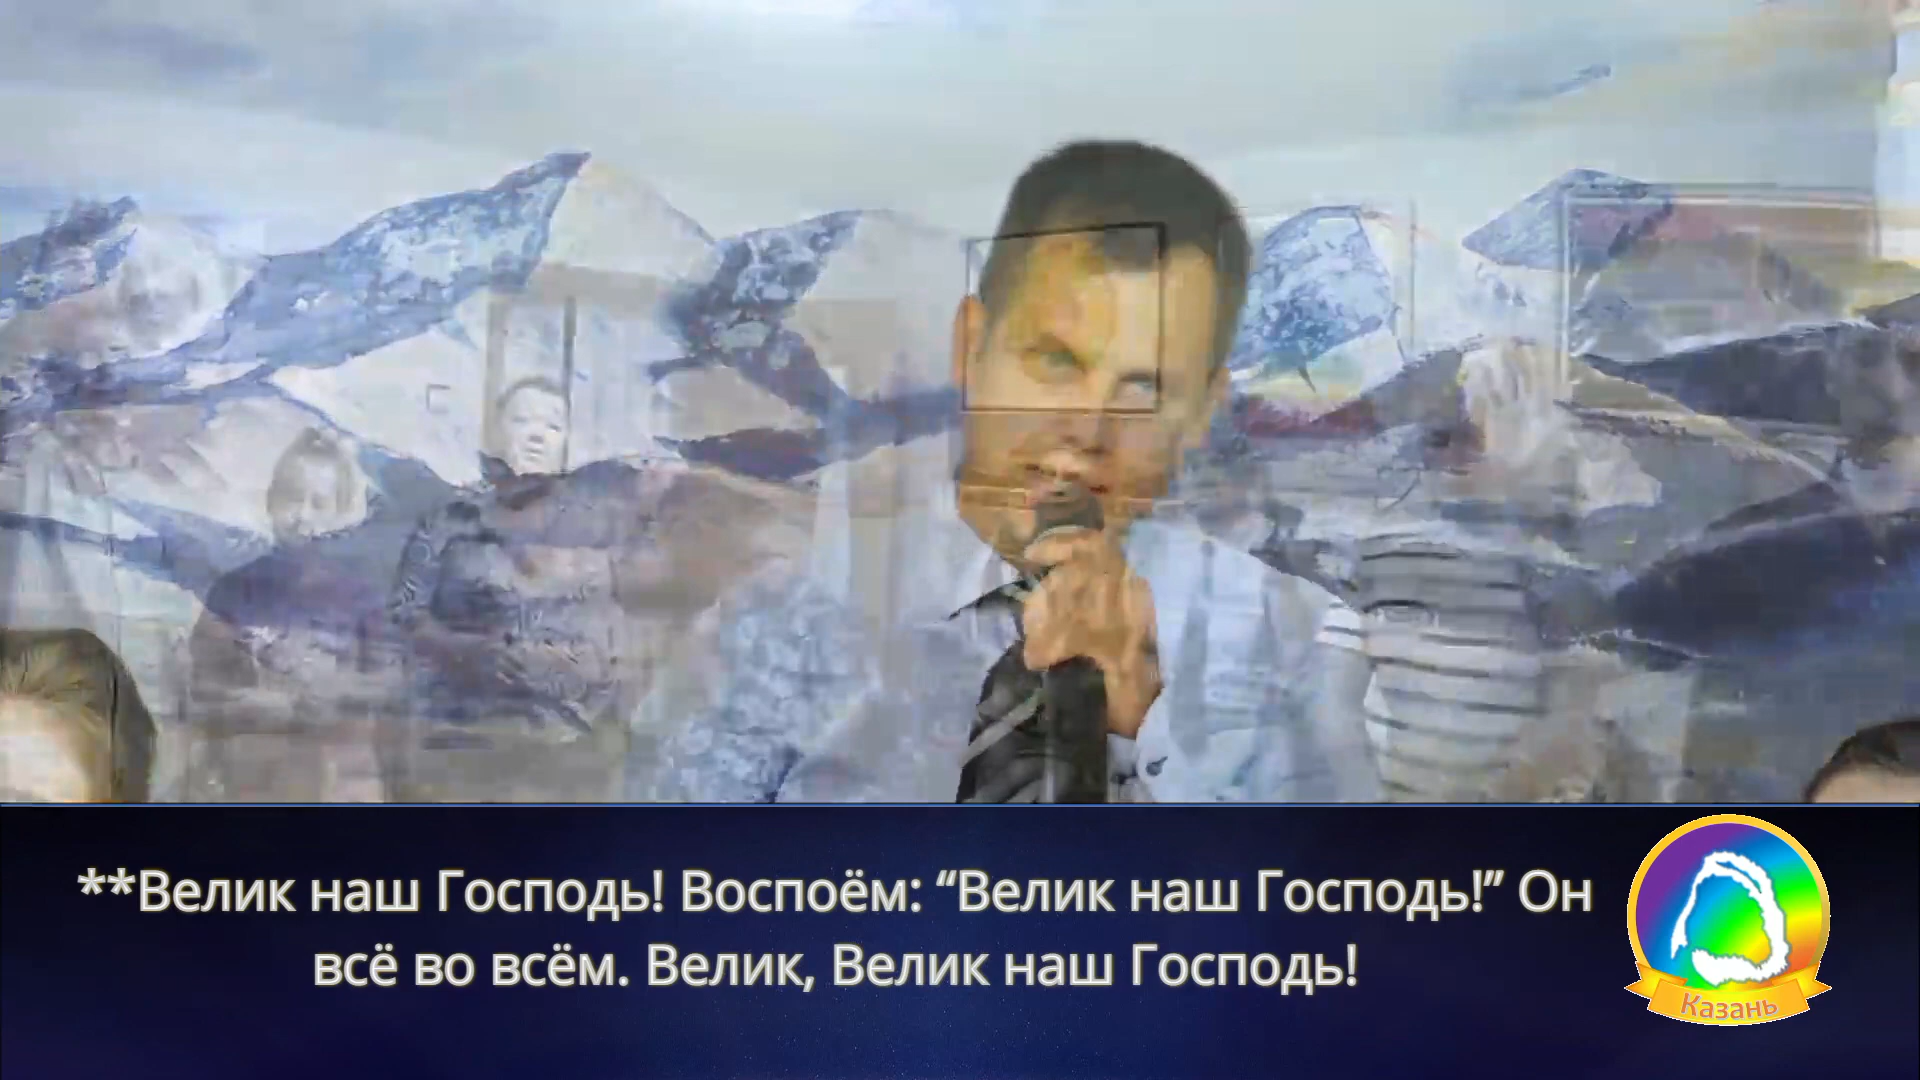 **Велик наш Господь! Воспоём: “Велик наш Господь!” Он
всё во всём. Велик, Велик наш Господь!
Казань